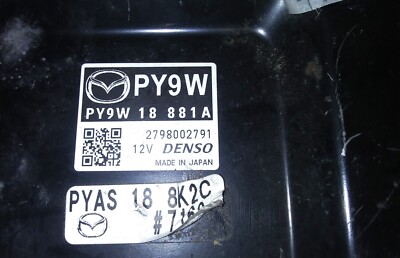 PY9W
PY9W 18 881A
2798002791
12V DENSO
MADE IN JAPAN
PYAS 18 8K2C